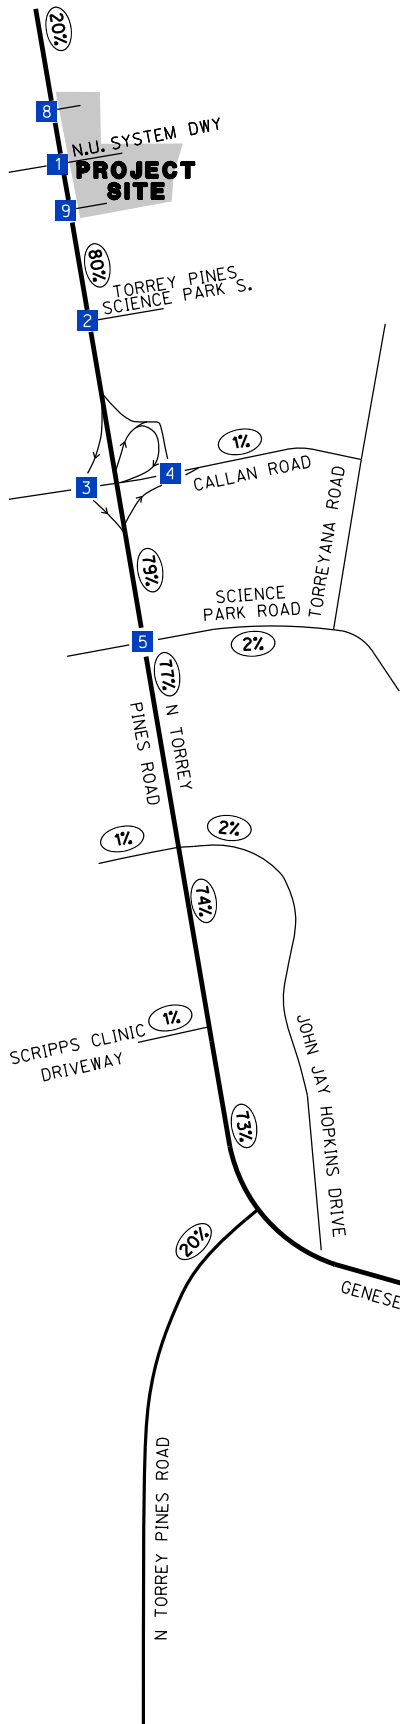 20%
8
N.U. SYSTEM DWY
1
PROJECT
SITE
9
80%
TORREY PINES
SCIENCE PARK S.
2
1%
4
CALLAN ROAD
3
TORREYANA ROAD
79%
SCIENCE
PARK ROAD
5
2%
77%
N TORREY
PINES ROAD
1%
2%
74%
1%
SCRIPPS CLINIC
DRIVEWAY
JOHN JAY HOPKINS DRIVE
73%
20%
GENESE
N TORREY PINES ROAD